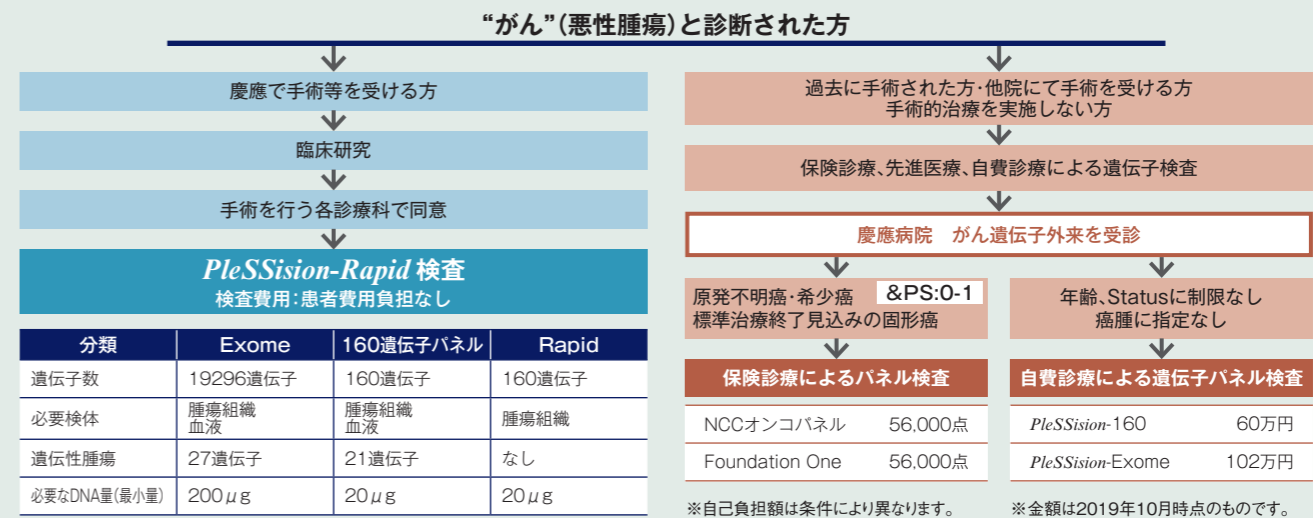 “がん”(悪性腫瘍)と診断された方
慶應で手術等を受ける方
臨床研究
手術を行う各診療科で同意
PleSSision-Rapid 検査
検査費用:患者費用負担なし
分類 Exome 160遺伝子パネル Rapid
遺伝子数 19296遺伝子 160遺伝子 160遺伝子
必要検体 腫瘍組織 血液 腫瘍組織 血液 腫瘍組織
遺伝性腫瘍 27遺伝子 21遺伝子 なし
必要なDNA量(最小量) 200μg 20μg 20μg
過去に手術された方・他院にて手術を受ける方
手術的治療を実施しない方
保険診療、先進医療、自費診療による遺伝子検査
慶應病院 がん遺伝子外来を受診
原発不明癌・希少癌 &PS:0-1
標準治療終了見込みの固形癌
保険診療によるパネル検査
NCCオンコパネル 56,000点
Foundation One 56,000点
※自己負担額は条件により異なります。
年齢、Statusに制限なし
癌腫に指定なし
自費診療による遺伝子パネル検査
PleSSision-160 60万円
PleSSision-Exome 102万円
※金額は2019年10月時点のものです。